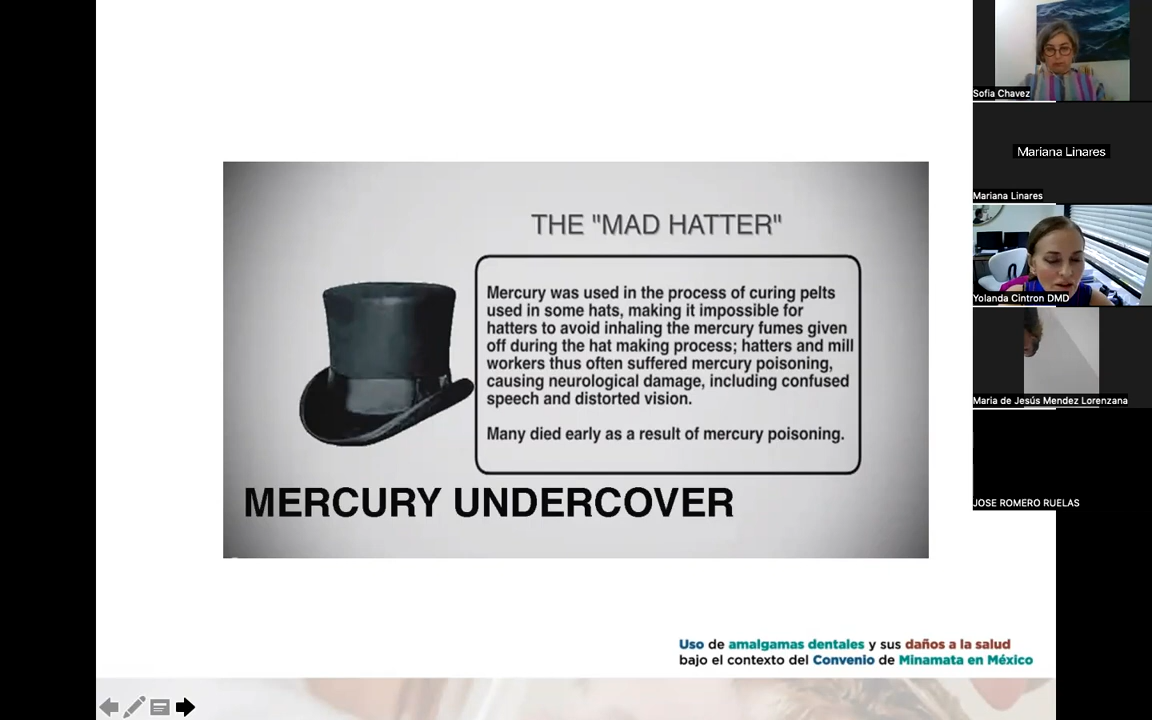 THE "MAD HATTER"
Mercury was used in the process of curing pelts
used in some hats, making it impossible for
hatters to avoid inhaling the mercury fumes given
off during the hat making process; hatters and mill
workers thus often suffered mercury poisoning,
causing neurological damage, including confused
speech and distorted vision.
Many died early as a result of mercury poisoning.
MERCURY UNDERCOVER
Uso de amalgamas dentales y sus daños a la salud
bajo el contexto del Convenio de Minamata en México
Sofia Chavez
Mariana Linares
Mariana Linares
Yolanda Cintron DMD
Maria de Jesús Mendez Lorenzana
JOSE ROMERO RUELAS